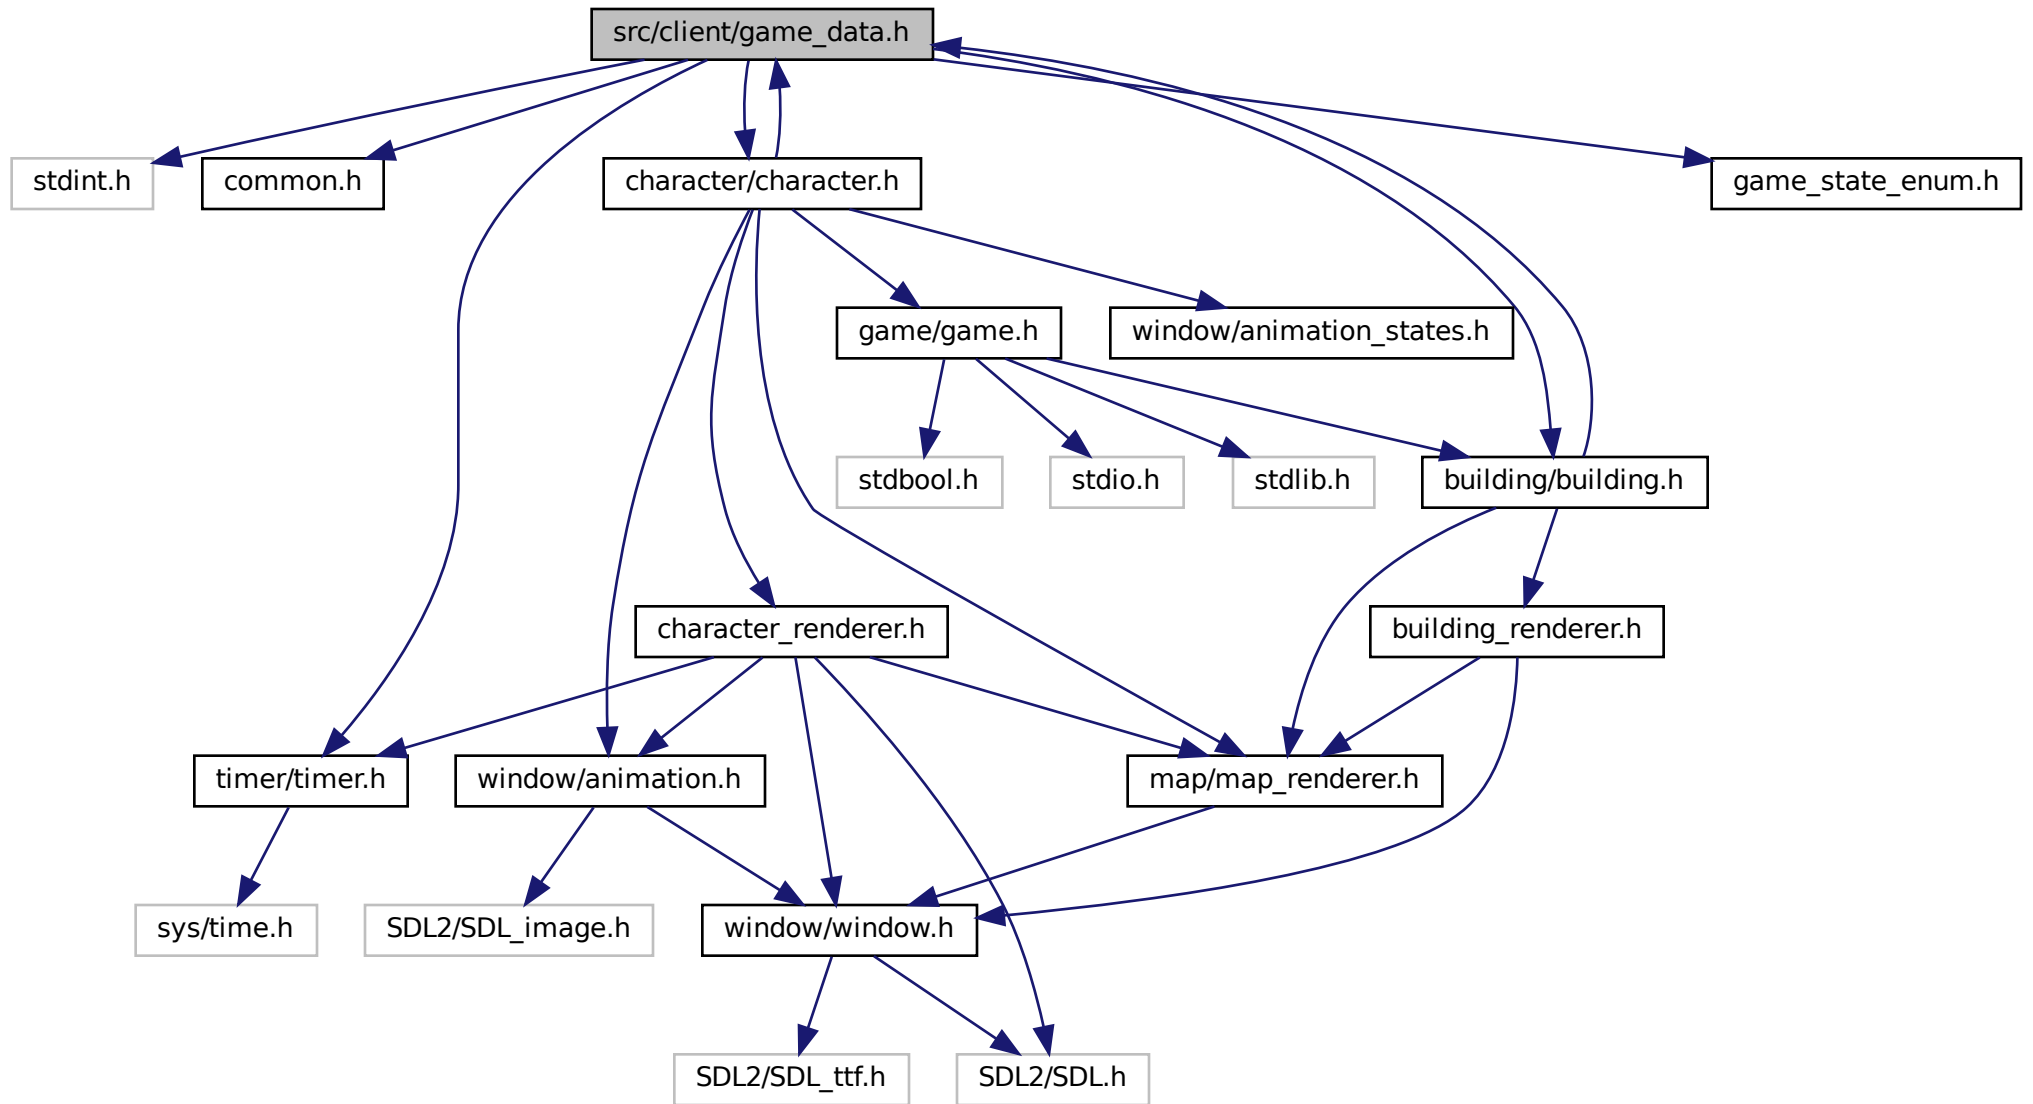 src/client/game_data.h
stdint.h
common.h
character/character.h
game_state_enum.h
game/game.h
window/animation_states.h
stdbool.h
stdio.h
stdlib.h
building/building.h
character_renderer.h
building_renderer.h
timer/timer.h
window/animation.h
map/map_renderer.h
sys/time.h
SDL2/SDL_image.h
window/window.h
SDL2/SDL_ttf.h
SDL2/SDL.h